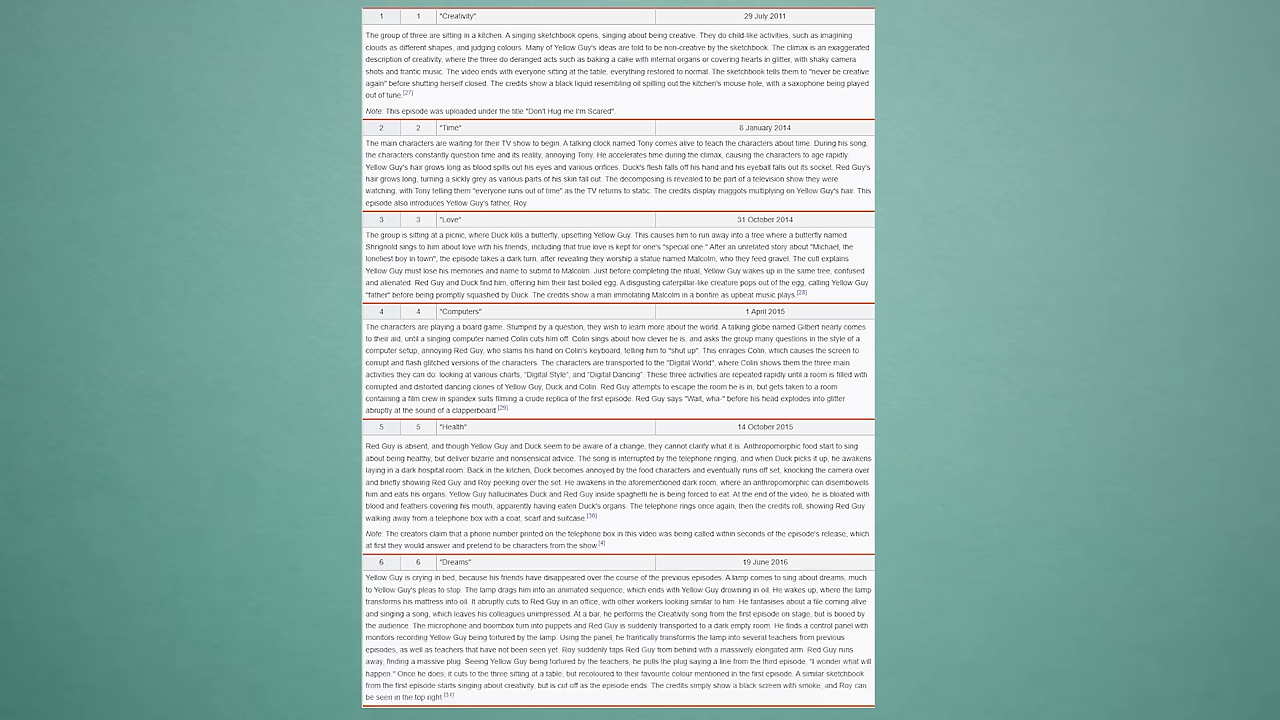 1 1 "Creativity" 29 July 2011
The group of three are sitting in a kitchen. A singing sketchbook opens, singing about being creative. They do child-like activities, such as imagining
clouds as different shapes, and judging colours. Many of Yellow Guy's ideas are told to be non-creative by the sketchbook. The climax is an exaggerated
description of creativity, where the three do deranged acts such as baking a cake with internal organs or covering hearts in glitter, with shaky camera
shots and frantic music. The video ends with everyone sitting at the table, everything restored to normal. The sketchbook tells them to "never be creative
again" before shutting herself closed. The credits show a black liquid resembling oil spilling out the kitchen's mouse hole, with a saxophone being played
out of tune.[27]
Note: This episode was uploaded under the title "Don't Hug me I'm Scared".
2 2 "Time" 8 January 2014
The main characters are waiting for their TV show to begin. A talking clock named Tony comes alive to teach the characters about time. During his song,
the characters constantly question time and its reality, annoying Tony. He accelerates time during the climax, causing the characters to age rapidly.
Yellow Guy's hair grows long as blood spills out his eyes and various orifices. Duck's flesh falls off his hand and his eyeball falls out its socket. Red Guy's
hair grows long, turning a sickly grey as various parts of his skin fall out. The decomposing is revealed to be part of a television show they were
watching, with Tony telling them "everyone runs out of time" as the TV returns to static. The credits display maggots multiplying on Yellow Guy's hair. This
episode also introduces Yellow Guy's father, Roy.
3 3 "Love" 31 October 2014
The group is sitting at a picnic, where Duck kills a butterfly, upsetting Yellow Guy. This causes him to run away into a tree where a butterfly named
Shrignold sings to him about love with his friends, including that true love is kept for one's "special one." After an unrelated story about "Michael, the
loneliest boy in town", the episode takes a dark turn, after revealing they worship a statue named Malcolm, who they feed gravel. The cult explains
Yellow Guy must lose his memories and name to submit to Malcolm. Just before completing the ritual, Yellow Guy wakes up in the same tree, confused
and alienated. Red Guy and Duck find him, offering him their last boiled egg. A disgusting caterpillar-like creature pops out of the egg, calling Yellow Guy
"father" before being promptly squashed by Duck. The credits show a man immolating Malcolm in a bonfire as upbeat music plays.[28]
4 4 "Computers" 1 April 2015
The characters are playing a board game. Stumped by a question, they wish to learn more about the world. A talking globe named Gilbert nearly comes
to their aid, until a singing computer named Colin cuts him off. Colin sings about how clever he is, and asks the group many questions in the style of a
computer setup, annoying Red Guy, who slams his hand on Colin's keyboard, telling him to "shut up". This enrages Colin, which causes the screen to
corrupt and flash glitched versions of the characters. The characters are transported to the "Digital World", where Colin shows them the three main
activities they can do: looking at various charts, "Digital Style", and "Digital Dancing". These three activities are repeated rapidly until a room is filled with
corrupted and distorted dancing clones of Yellow Guy, Duck and Colin. Red Guy attempts to escape the room he is in, but gets taken to a room
containing a film crew in spandex suits filming a crude replica of the first episode. Red Guy says "Wait, wha-" before his head explodes into glitter
abruptly at the sound of a clapperboard.[29]
5 5 "Health" 14 October 2015
Red Guy is absent, and though Yellow Guy and Duck seem to be aware of a change, they cannot clarify what it is. Anthropomorphic food start to sing
about being healthy, but deliver bizarre and nonsensical advice. The song is interrupted by the telephone ringing, and when Duck picks it up, he awakens
laying in a dark hospital room. Back in the kitchen, Duck becomes annoyed by the food characters and eventually runs off set, knocking the camera over
and briefly showing Red Guy and Roy peeking over the set. He awakens in the aforementioned dark room, where an anthropomorphic can disembowels
him and eats his organs. Yellow Guy hallucinates Duck and Red Guy inside spaghetti he is being forced to eat. At the end of the video, he is bloated with
blood and feathers covering his mouth, apparently having eaten Duck's organs. The telephone rings once again, then the credits roll, showing Red Guy
walking away from a telephone box with a coat, scarf and suitcase.[30]
Note: The creators claim that a phone number printed on the telephone box in this video was being called within seconds of the episode's release, which
at first they would answer and pretend to be characters from the show.[4]
6 6 "Dreams" 19 June 2016
Yellow Guy is crying in bed, because his friends have disappeared over the course of the previous episodes. A lamp comes to sing about dreams, much
to Yellow Guy's pleas to stop. The lamp drags him into an animated sequence, which ends with Yellow Guy drowning in oil. He wakes up, where the lamp
transforms his mattress into oil. It abruptly cuts to Red Guy in an office, with other workers looking similar to him. He fantasises about a file coming alive
and singing a song, which leaves his colleagues unimpressed. At a bar, he performs the Creativity song from the first episode on stage, but is booed by
the audience. The microphone and boombox turn into puppets and Red Guy is suddenly transported to a dark empty room. He finds a control panel with
monitors recording Yellow Guy being tortured by the lamp. Using the panel, he frantically transforms the lamp into several teachers from previous
episodes, as well as teachers that have not been seen yet. Roy suddenly taps Red Guy from behind with a massively elongated arm. Red Guy runs
away, finding a massive plug. Seeing Yellow Guy being tortured by the teachers, he pulls the plug saying a line from the third episode, "I wonder what will
happen." Once he does, it cuts to the three sitting at a table, but recoloured to their favourite colour mentioned in the first episode. A similar sketchbook
from the first episode starts singing about creativity, but is cut off as the episode ends. The credits simply show a black screen with smoke, and Roy can
be seen in the top right.[31]